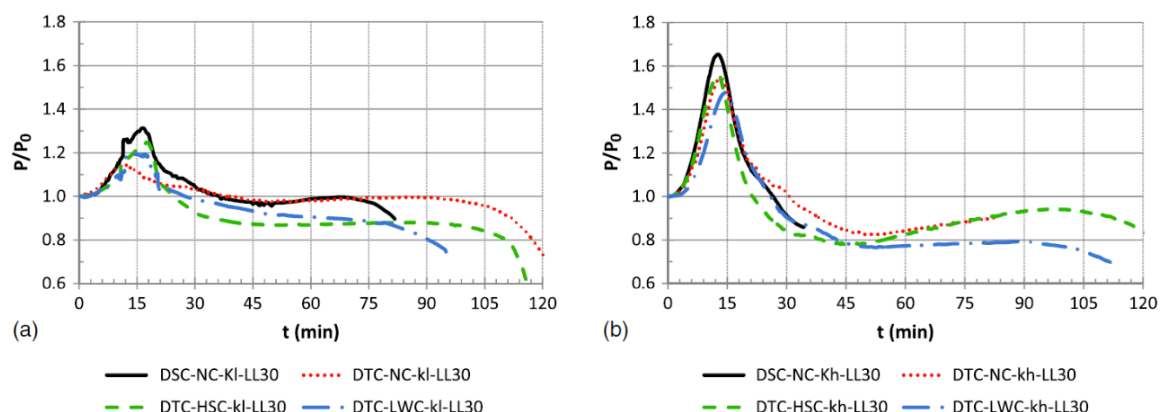 1.8
1.6
1.4
1.2
1.0
0.8
0.6
P/P0
0 15 30 45 60 75 90 105 120
(a)
t (min)
DSC-NC-Kl-LL30 DTC-NC-kl-LL30
DTC-HSC-kl-LL30 DTC-LWC-kl-LL30
1.8
1.6
1.4
1.2
1.0
0.8
0.6
P/P0
0 15 30 45 60 75 90 105 120
(b)
t (min)
DSC-NC-Kh-LL30 DTC-NC-kh-LL30
DTC-HSC-kh-LL30 DTC-LWC-kh-LL30